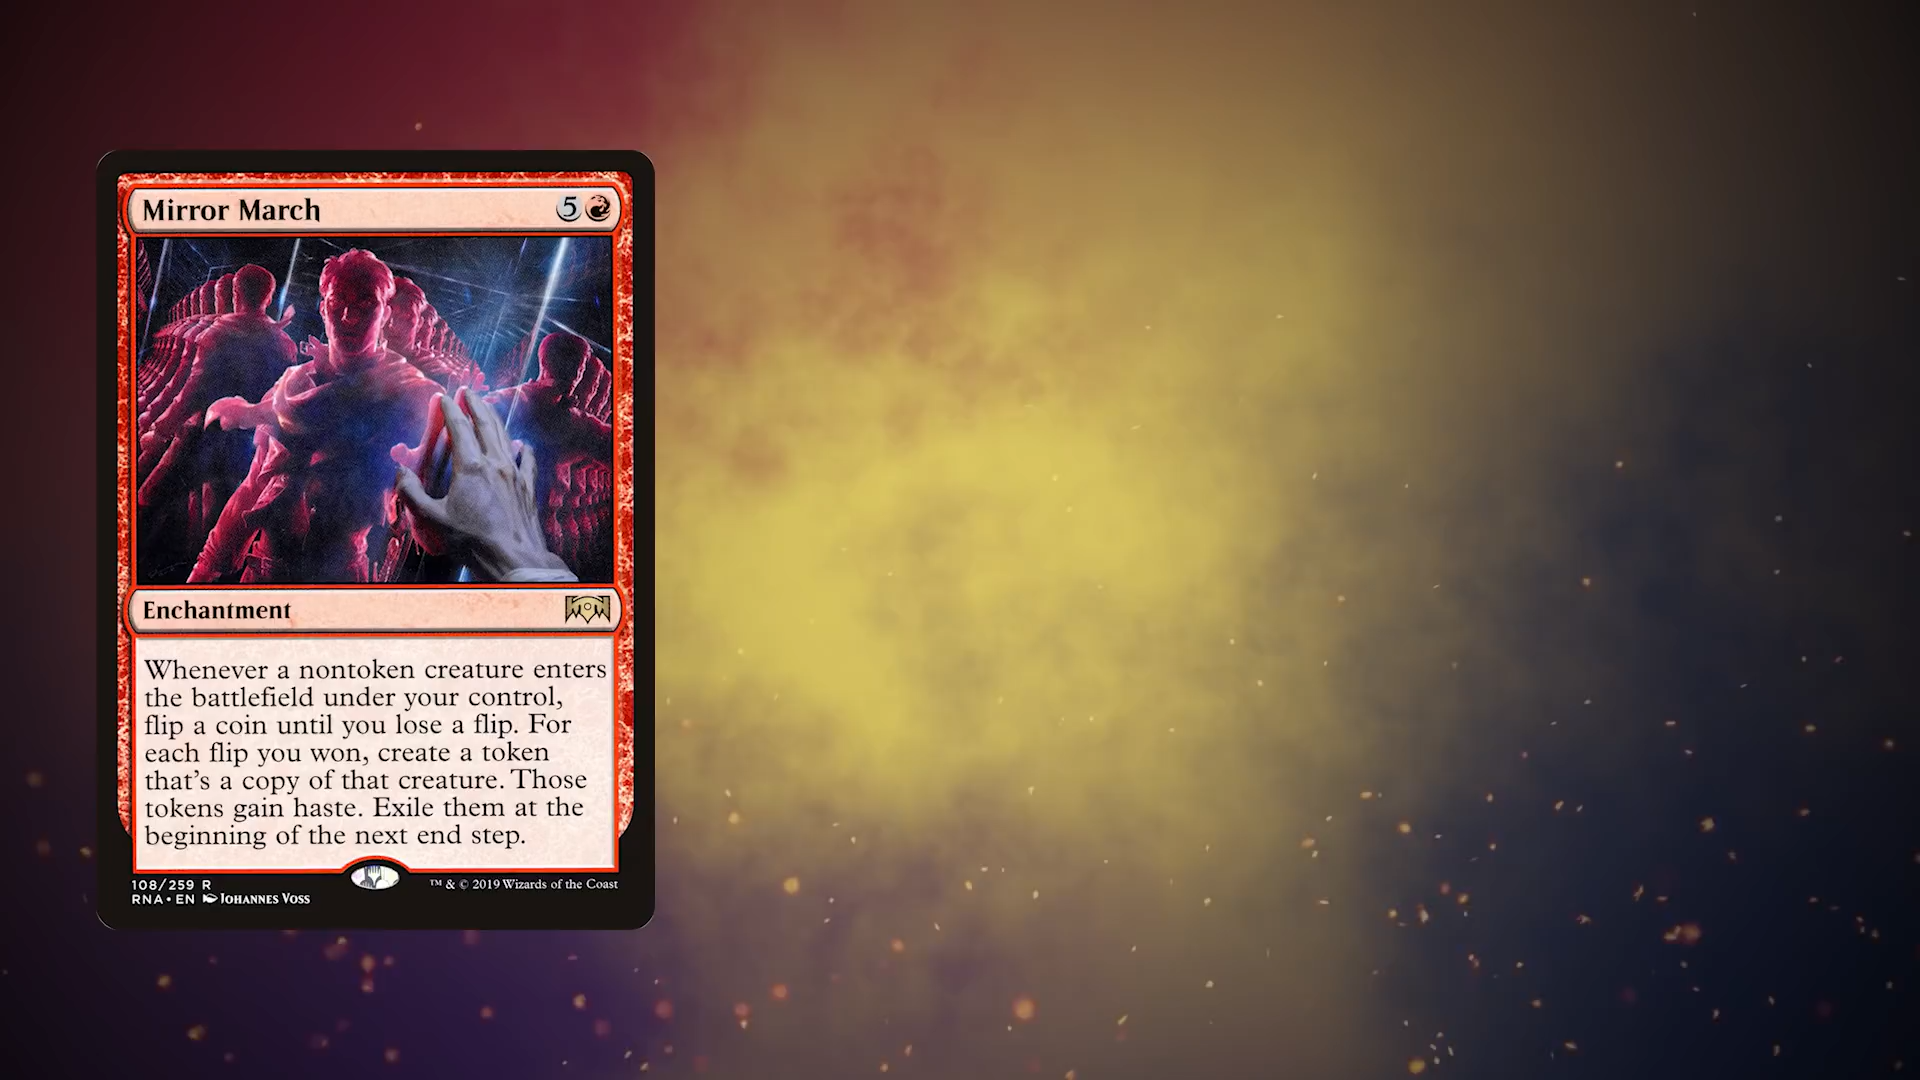 Mirror March
5
Enchantment
Whenever a nontoken creature enters
the battlefield under your control,
flip a coin until you lose a flip. For
each flip you won, create a token
that's a copy of that creature. Those
tokens gain haste. Exile them at the
beginning of the next end step.
108/259 R
RNA • EN Johannes Voss
™ & © 2019 Wizards of the Coast